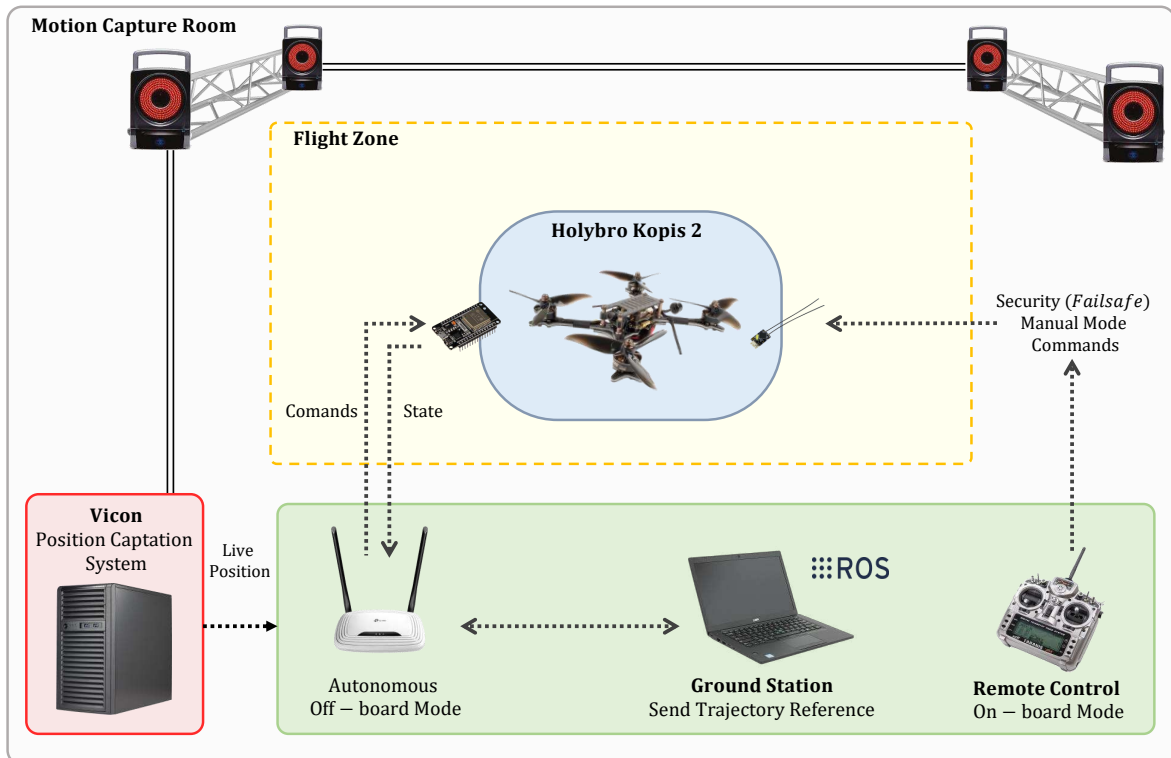 Motion Capture Room
Flight Zone
Holybro Kopis 2
Security (Failsafe)
Manual Mode
Commands
Comands
State
Vicon
Position Captation
System
Live
Position
ROS
Autonomous
Off − board Mode
Ground Station
Send Trajectory Reference
Remote Control
On − board Mode